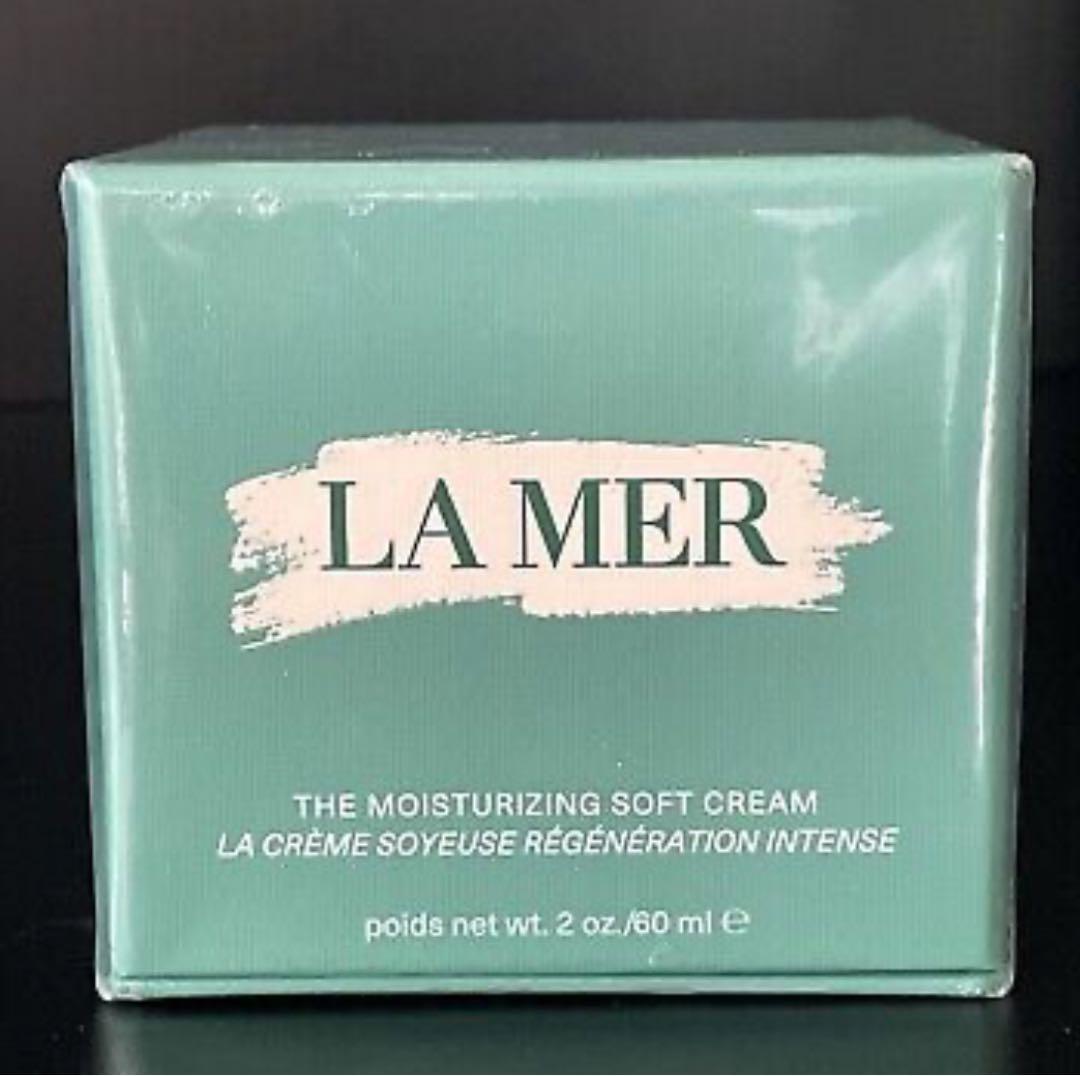 LA MER
THE MOISTURIZING SOFT CREAM
LA CRÈME SOYEUSE RÉGÉNÉRATION INTENSE
poids net wt. 2 oz./60 ml ℮